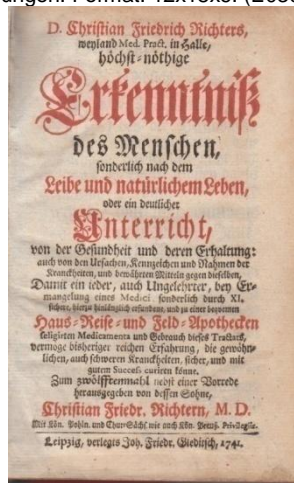 D. Christian Friedrich Richters,
weyland Med. Pract. in Halle,
höchst-nöthige
Erkenntniß
des Menschen,
sonderlich nach dem
Leibe und natürlichem Leben,
oder ein deutlicher
Unterricht,
von der Gesundheit und deren Erhaltung:
auch von den Ursachen, Kennzeichen und Nahmen der
Kranckheiten, und bewährten Mitteln gegen dieselben,
Damit ein ieder, auch Ungelehrter, bey Er-
mangelung eines Medici, sonderlich durch XI.
sichere, hierzu hinlänglich erfundene, und zu einer bequemen
Haus-Reise-und Feld-Apothecken
seligirten Medicamenta und Gebrauch dieses Tractats,
vermöge bisheriger reichen Erfahrung, die gewöhn-
lichen, auch schweren Kranckheiten, sicher, und mit
gutem Success curiren könne.
Zum zwölfftenmahl nebst einer Vorrede
herausgegeben von dessen Sohne,
Christian Friedr. Richtern, M. D.
Mit Kön. Pohln. und Chur-Sächs. wie auch Kön. Preuß. Privilegiis.
Leipzig, verlegts Joh. Friedr. Gleditsch, 1741.